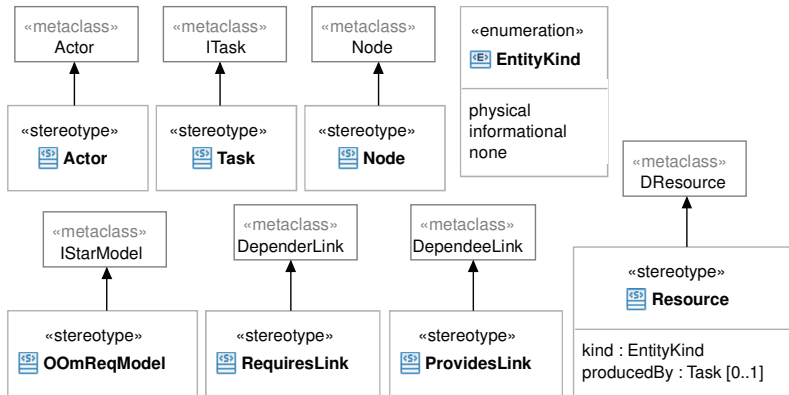 «metaclass»
Actor
«stereotype»
Actor
«metaclass»
ITask
«stereotype»
Task
«metaclass»
Node
«stereotype»
Node
«enumeration»
EntityKind
physical
informational
none
«metaclass»
DResource
«stereotype»
Resource
kind : EntityKind
producedBy : Task [0..1]
«metaclass»
IStarModel
«stereotype»
OOmReqModel
«metaclass»
DependerLink
«stereotype»
RequiresLink
«metaclass»
DependeeLink
«stereotype»
ProvidesLink